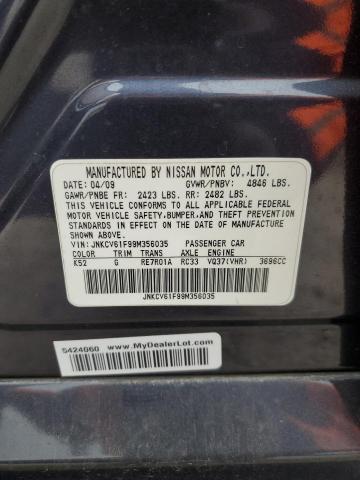 MANUFACTURED BY NISSAN MOTOR CO.,LTD.
DATE: 04/09 GVWR/PNBV: 4846 LBS.
GAWR/PNBE FR: 2423 LBS. RR: 2482 LBS.
THIS VEHICLE CONFORMS TO ALL APPLICABLE FEDERAL
MOTOR VEHICLE SAFETY, BUMPER, AND THEFT PREVENTION
STANDARDS IN EFFECT ON THE DATE OF MANUFACTURE
SHOWN ABOVE.
VIN: JNKCV61F99M356035 PASSENGER CAR
COLOR TRIM TRANS AXLE ENGINE
K52 G RE7R01A RC33 VQ37(VHR) 3696CC
JNKCV61F99M356035
5424060
www.MyDealerLot.com